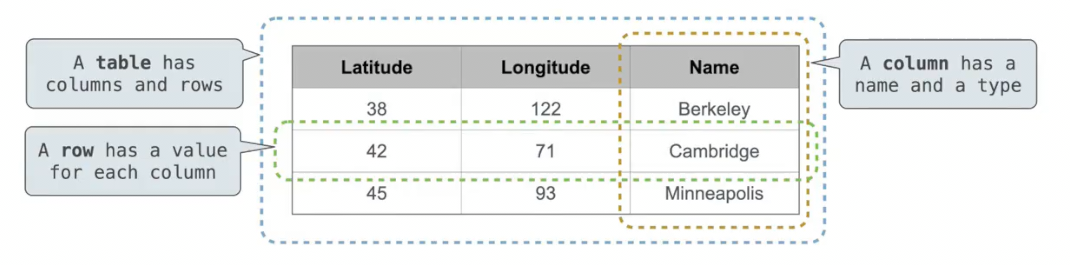 A table has
columns and rows
A row has a value
for each column
Latitude Longitude Name
38 122 Berkeley
42 71 Cambridge
45 93 Minneapolis
A column has a
name and a type